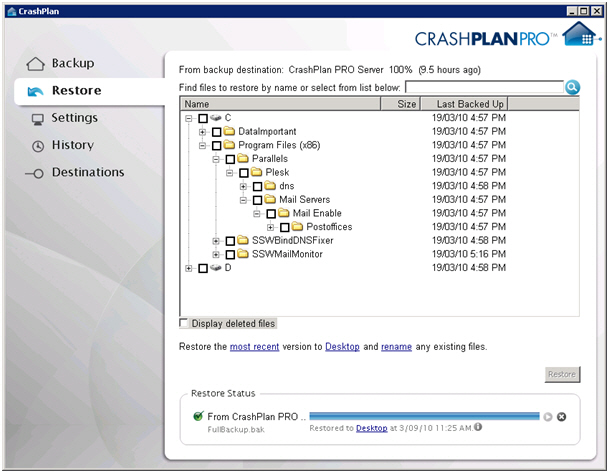 CrashPlan
CRASHPLANPRO™
Backup
Restore
Settings
History
Destinations
From backup destination: CrashPlan PRO Server 100% (9.5 hours ago)
Find files to restore by name or select from list below:
Name Size Last Backed Up
C 19/03/10 4:57 PM
DataImportant 19/03/10 4:57 PM
Program Files (x86) 19/03/10 4:57 PM
Parallels 19/03/10 4:57 PM
Plesk 19/03/10 4:57 PM
dns 19/03/10 4:58 PM
Mail Servers 19/03/10 4:57 PM
Mail Enable 19/03/10 4:57 PM
Postoffices 19/03/10 4:57 PM
SSWBindDNSFixer 19/03/10 4:58 PM
SSWMailMonitor 19/03/10 5:16 PM
D 19/03/10 4:58 PM
Display deleted files
Restore the most recent version to Desktop and rename any existing files.
Restore
Restore Status
From CrashPlan PRO ..
FullBackup.bak Restored to Desktop at 3/09/10 11:25 AM.